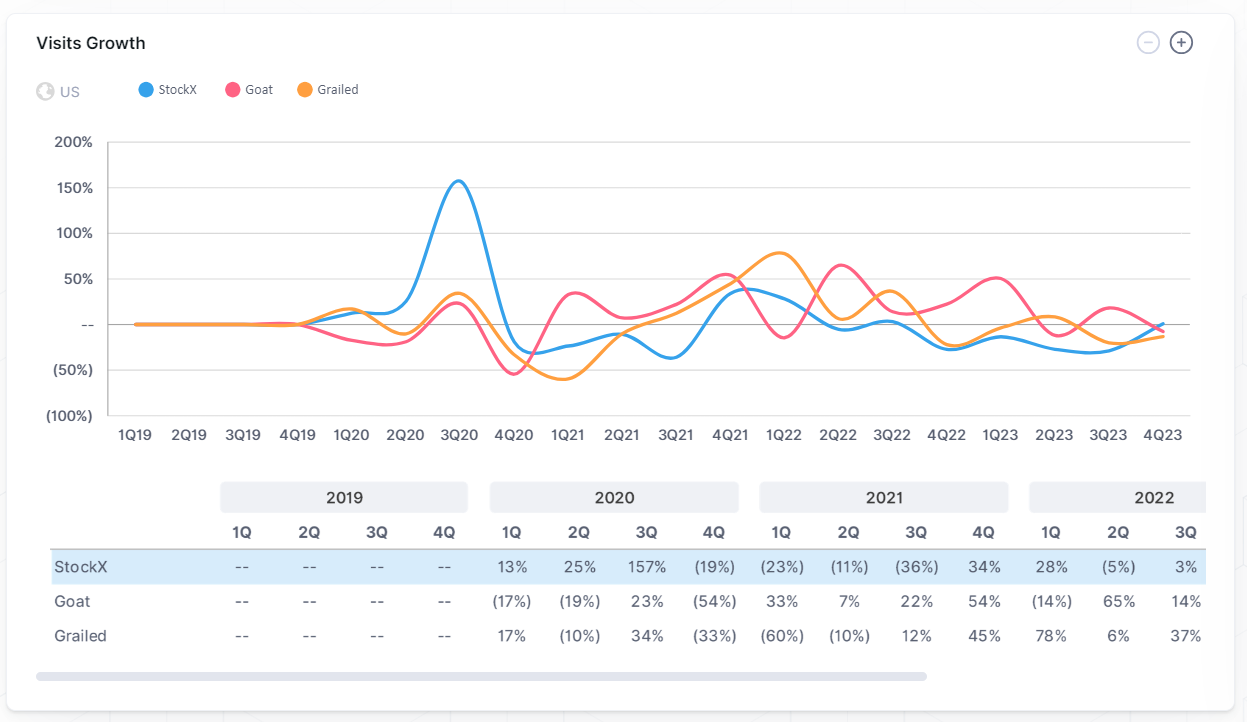 Visits Growth
US StockX Goat Grailed
200%
150%
100%
50%
--
(50%)
(100%)
1Q19 2Q19 3Q19 4Q19 1Q20 2Q20 3Q20 4Q20 1Q21 2Q21 3Q21 4Q21 1Q22 2Q22 3Q22 4Q22 1Q23 2Q23 3Q23 4Q23
2019 2020 2021 2022
1Q 2Q 3Q 4Q 1Q 2Q 3Q 4Q 1Q 2Q 3Q 4Q 1Q 2Q 3Q
StockX -- -- -- -- 13% 25% 157% (19%) (23%) (11%) (36%) 34% 28% (5%) 3%
Goat -- -- -- -- (17%) (19%) 23% (54%) 33% 7% 22% 54% (14%) 65% 14%
Grailed -- -- -- -- 17% (10%) 34% (33%) (60%) (10%) 12% 45% 78% 6% 37%